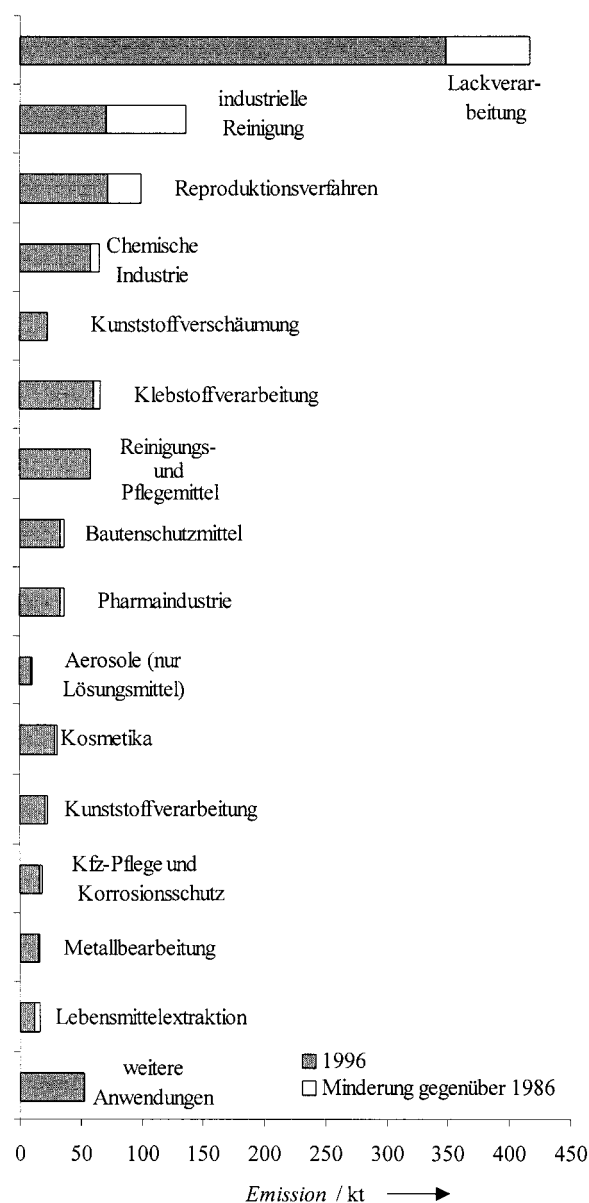 Lackverar-
beitung
industrielle
Reinigung
Reproduktionsverfahren
Chemische
Industrie
Kunststoffverschäumung
Klebstoffverarbeitung
Reinigungs-
und
Pflegemittel
Bautenschutzmittel
Pharmaindustrie
Aerosole (nur
Lösungsmittel)
Kosmetika
Kunststoffverarbeitung
Kfz-Pflege und
Korrosionsschutz
Metallbearbeitung
Lebensmittelextraktion
weitere
Anwendungen
1996
Minderung gegenüber 1986
0 50 100 150 200 250 300 350 400 450
Emission / kt